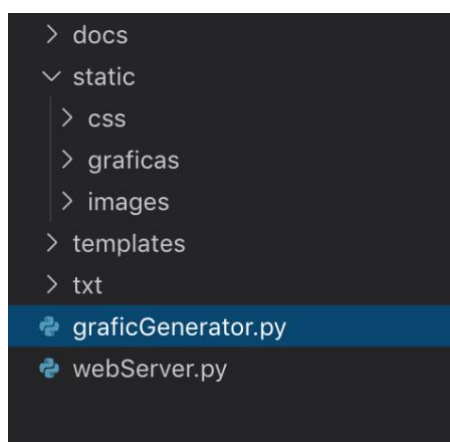 docs
static
css
graficas
images
templates
txt
graficGenerator.py
webServer.py